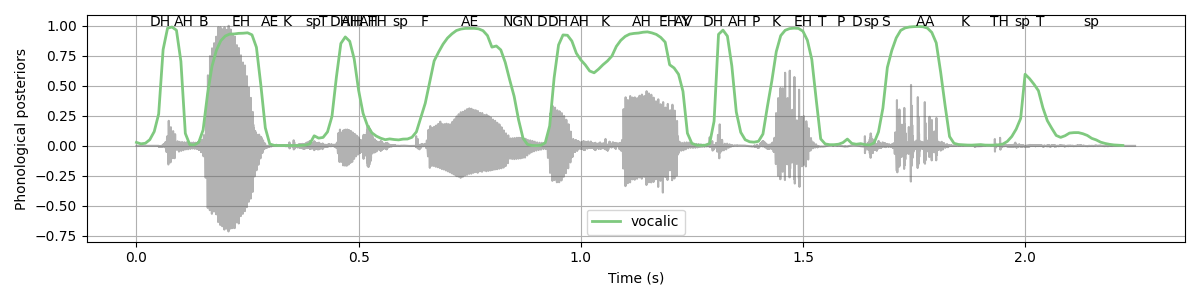 DH AH B EH AE K sp T DH AH TH sp F AE NG N D DH AH K AH EH V DH AH P K EH T P D sp S AA K TH sp T sp
1.00
0.75
0.50
0.25
0.00
−0.25
−0.50
−0.75
Phonological posteriors
vocalic
0.0 0.5 1.0 1.5 2.0
Time (s)